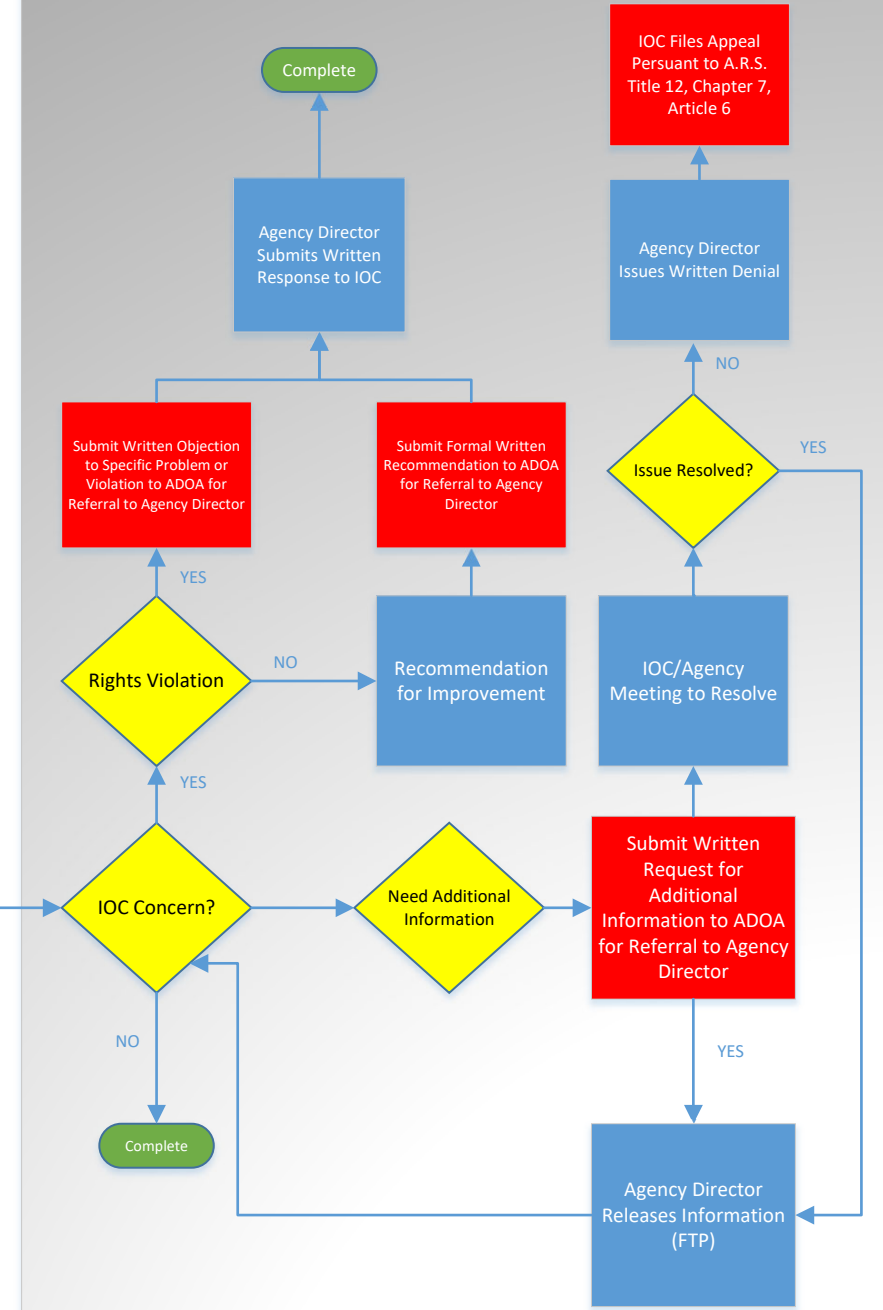 Complete
IOC Files Appeal
Persuant to A.R.S.
Title 12, Chapter 7,
Article 6
Agency Director
Submits Written
Response to IOC
Agency Director
Issues Written Denial
NO
Submit Written Objection
to Specific Problem or
Violation to ADOA for
Referral to Agency Director
Submit Formal Written
Recommendation to ADOA
for Referral to Agency
Director
Issue Resolved?
YES
YES
Rights Violation
NO
Recommendation
for Improvement
IOC/Agency
Meeting to Resolve
YES
IOC Concern?
Need Additional
Information
Submit Written
Request for
Additional
Information to ADOA
for Referral to Agency
Director
NO
YES
Complete
Agency Director
Releases Information
(FTP)